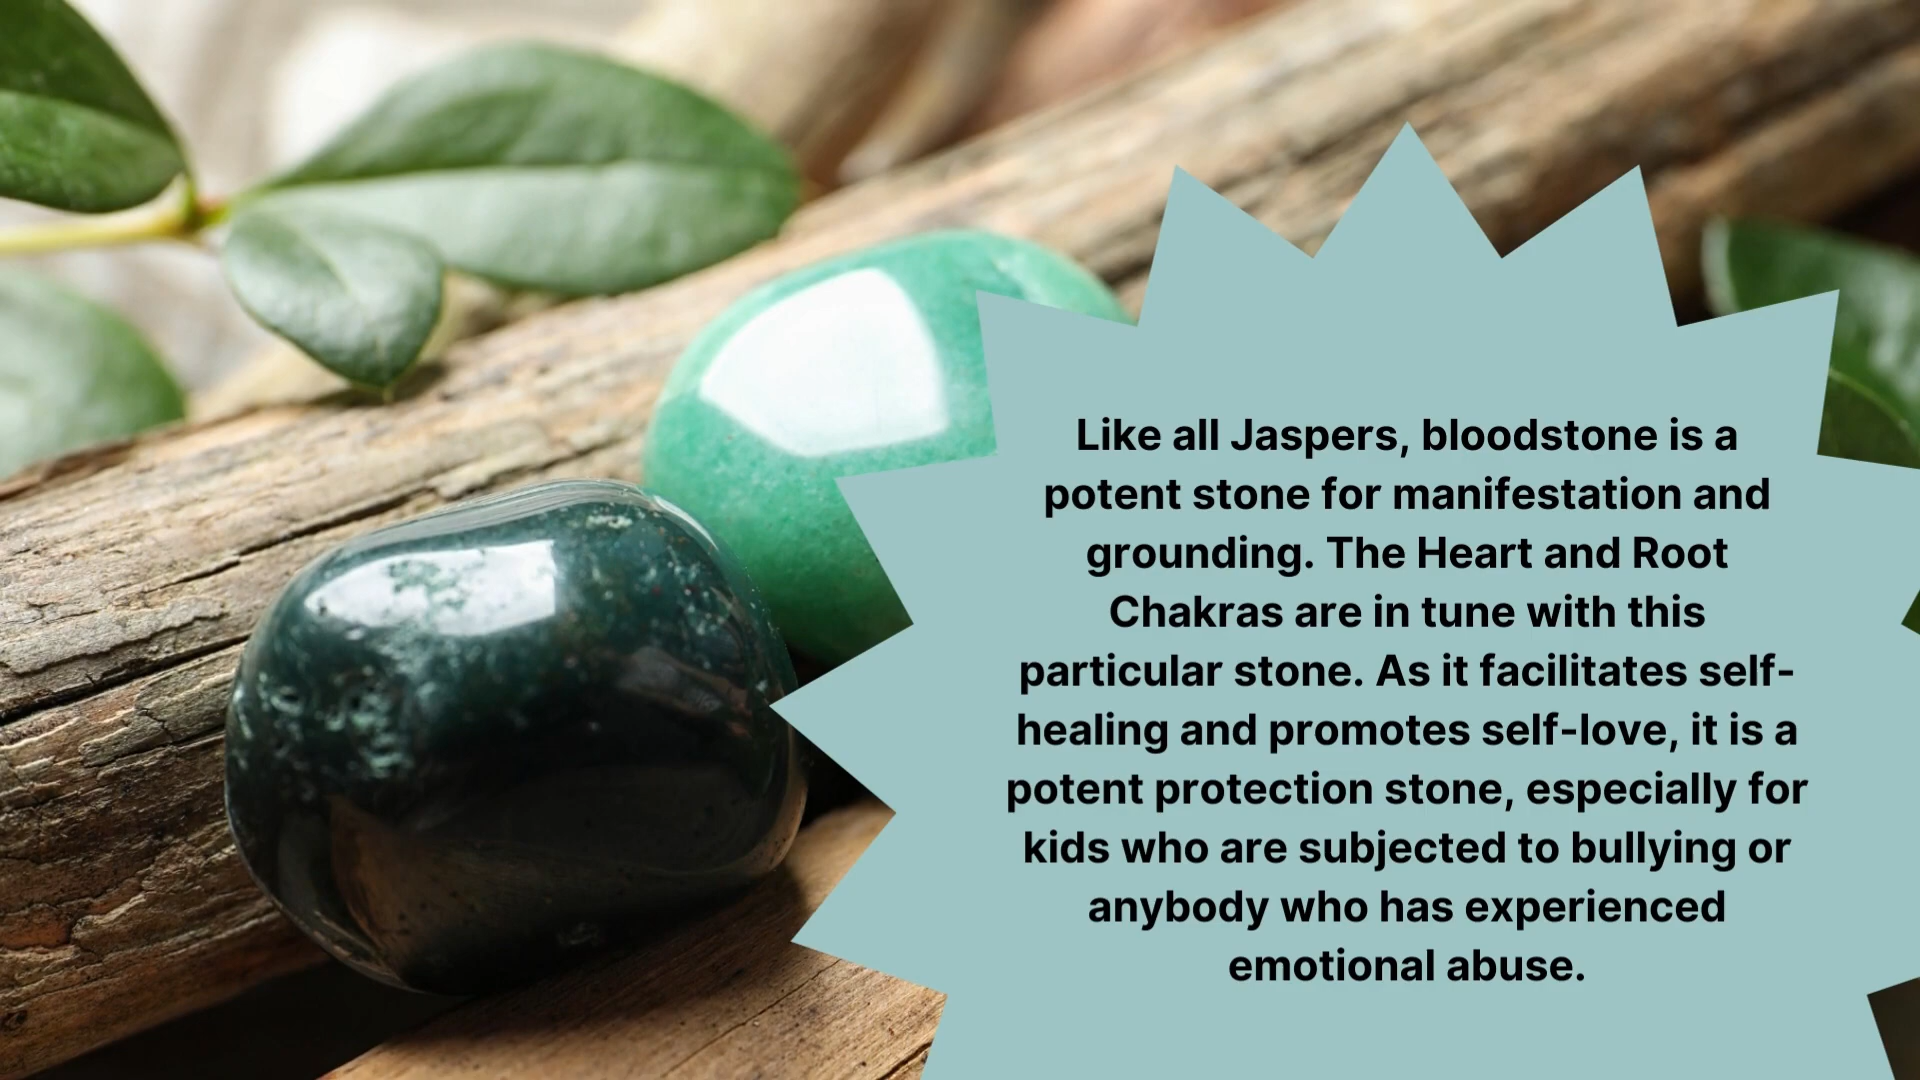 Like all Jaspers, bloodstone is a
potent stone for manifestation and
grounding. The Heart and Root
Chakras are in tune with this
particular stone. As it facilitates self-
healing and promotes self-love, it is a
potent protection stone, especially for
kids who are subjected to bullying or
anybody who has experienced
emotional abuse.